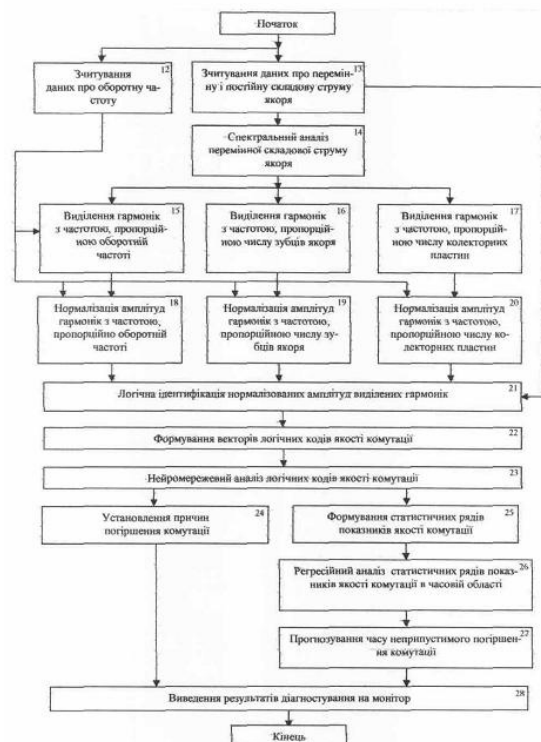 Початок
12
Зчитування
даних про оборотну ча-
стоту
13
Зчитування даних про перемін-
ну і постійну складову струму
якоря
14
Спектральний аналіз
перемінної складової струму
якоря
15
Виділення гармонік
з частотою, пропорцій-
ною оборотній
частоті
16
Виділення гармонік
з частотою, пропорцій-
ною числу зубців якоря
17
Виділення гармонік
з частотою, пропорцій-
ною числу колекторних
пластин
18
Нормалізація амплітуд
гармонік з частотою,
пропорційно оборотній
частоті
19
Нормалізація амплітуд
гармонік з частотою,
пропорційною числу зу-
бців якоря
20
Нормалізація амплітуд
гармонік з частотою,
пропорційною числу ко-
лекторних пластин
21
Логічна ідентифікація нормалізованих амплітуд виділених гармонік
22
Формування векторів логічних кодів якості комутації
23
Нейромережевий аналіз логічних кодів якості комутації
24
Установлення причин
погіршення комутації
25
Формування статистичних рядів
показників якості комутації
26
Регресійний аналіз статистичних рядів показ-
ників якості комутації в часовій області
27
Прогнозування часу неприпустимого погіршен-
ня комутації
28
Виведення результатів діагностування на монітор
Кінець